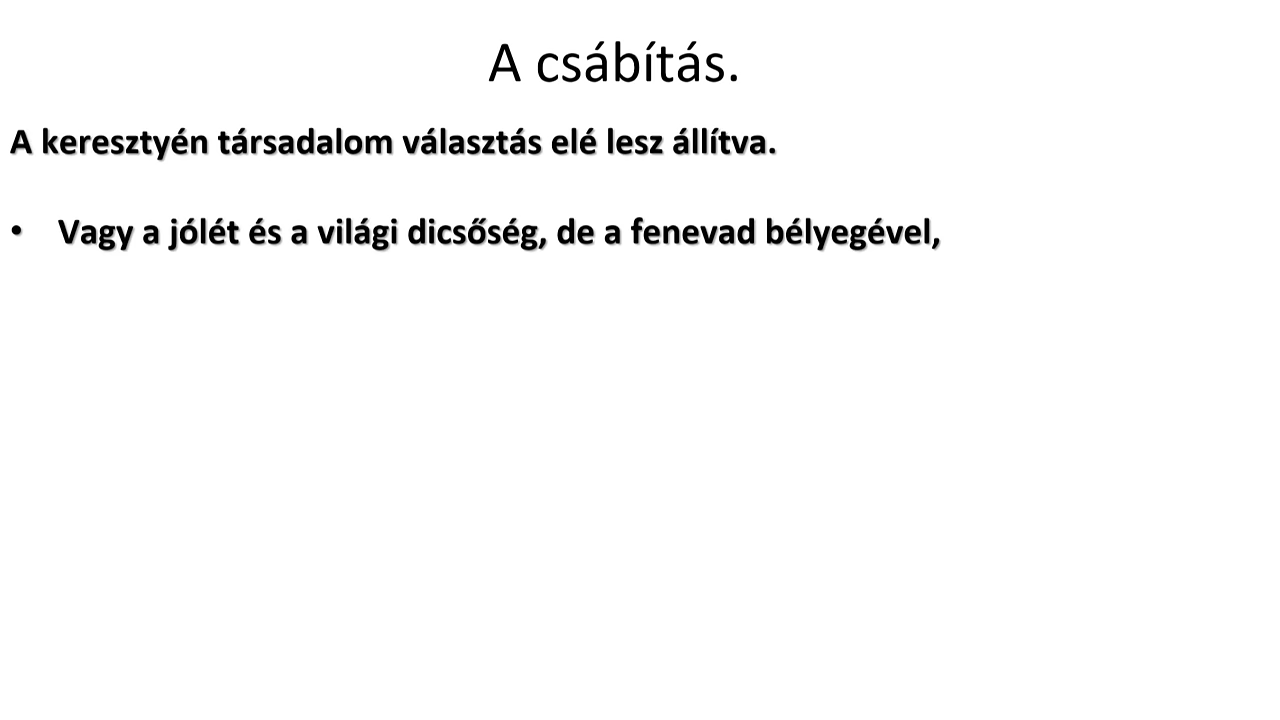 A csábítás.
A keresztyén társadalom választás elé lesz állítva.
• Vagy a jólét és a világi dicsőség, de a fenevad bélyegével,